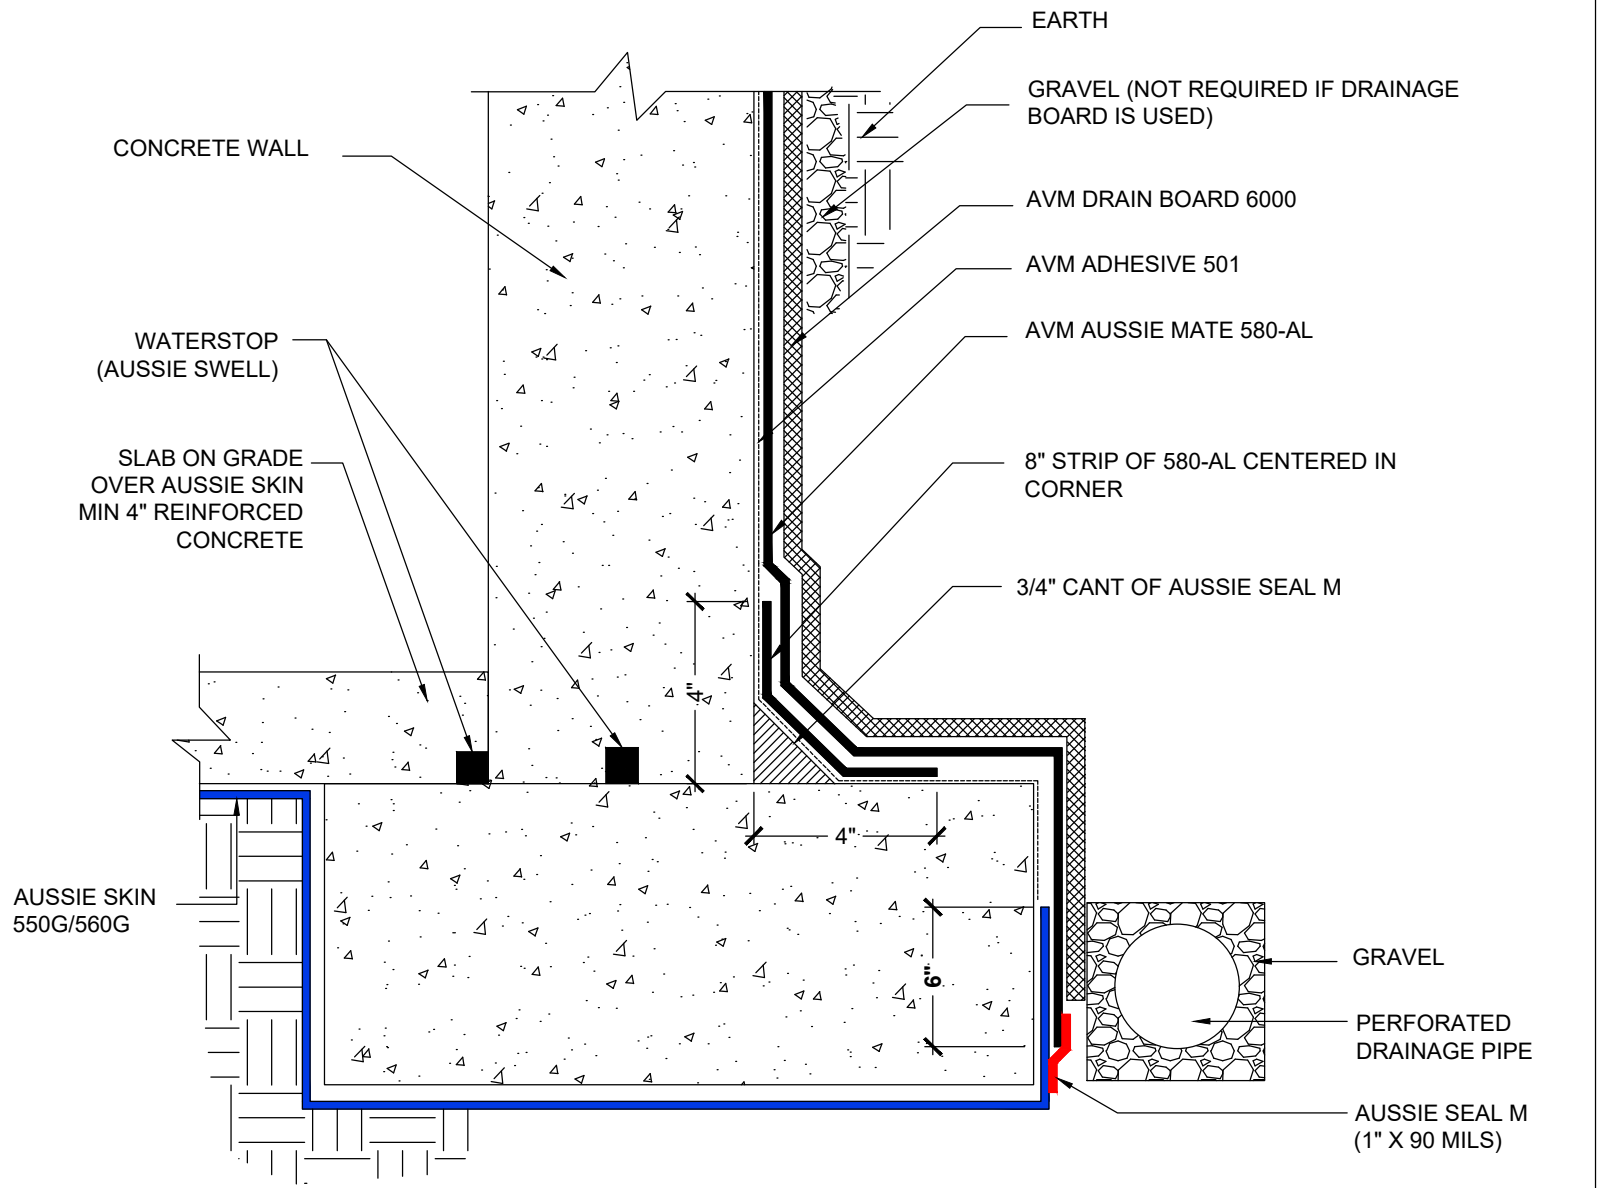 EARTH
GRAVEL (NOT REQUIRED IF DRAINAGE
BOARD IS USED)
CONCRETE WALL
AVM DRAIN BOARD 6000
AVM ADHESIVE 501
AVM AUSSIE MATE 580-AL
WATERSTOP
(AUSSIE SWELL)
SLAB ON GRADE
OVER AUSSIE SKIN
MIN 4" REINFORCED
CONCRETE
8" STRIP OF 580-AL CENTERED IN
CORNER
3/4" CANT OF AUSSIE SEAL M
4"
4"
AUSSIE SKIN
550G/560G
6"
GRAVEL
PERFORATED
DRAINAGE PIPE
AUSSIE SEAL M
(1" X 90 MILS)